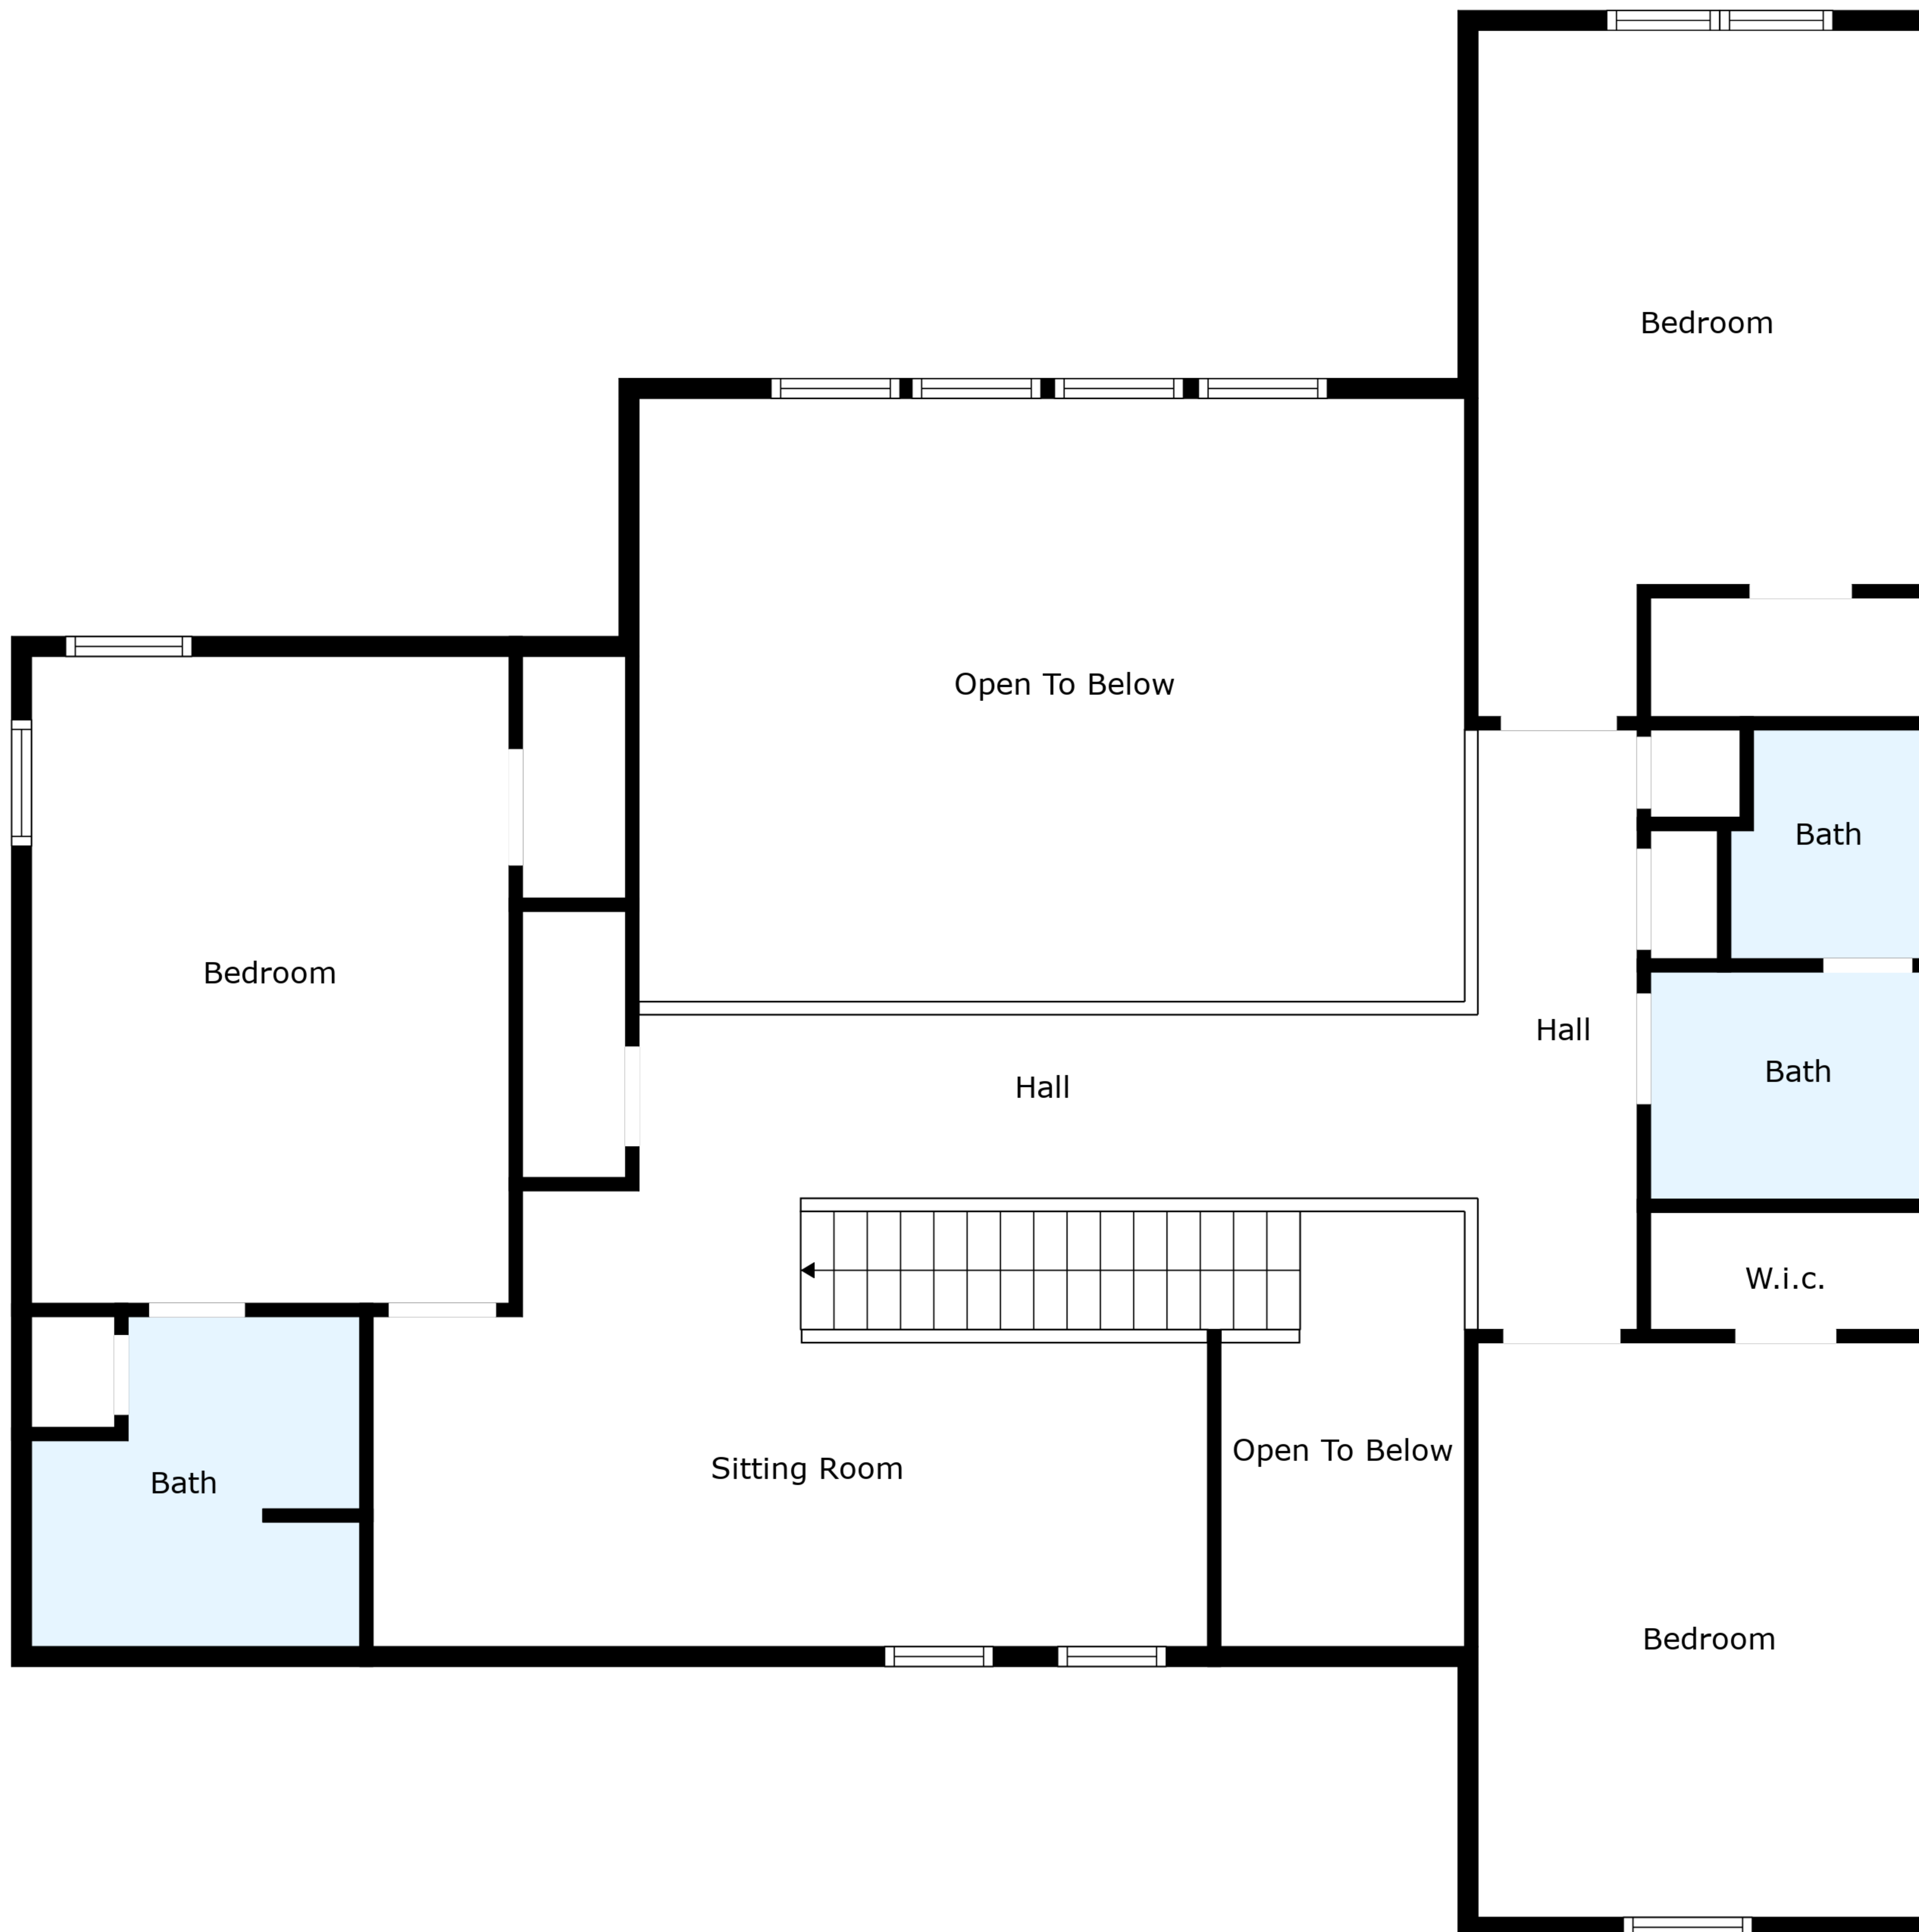 Bedroom
Open To Below
Bath
Bedroom
Hall
Bath
Hall
W.i.c.
Open To Below
Sitting Room
Bath
Bedroom